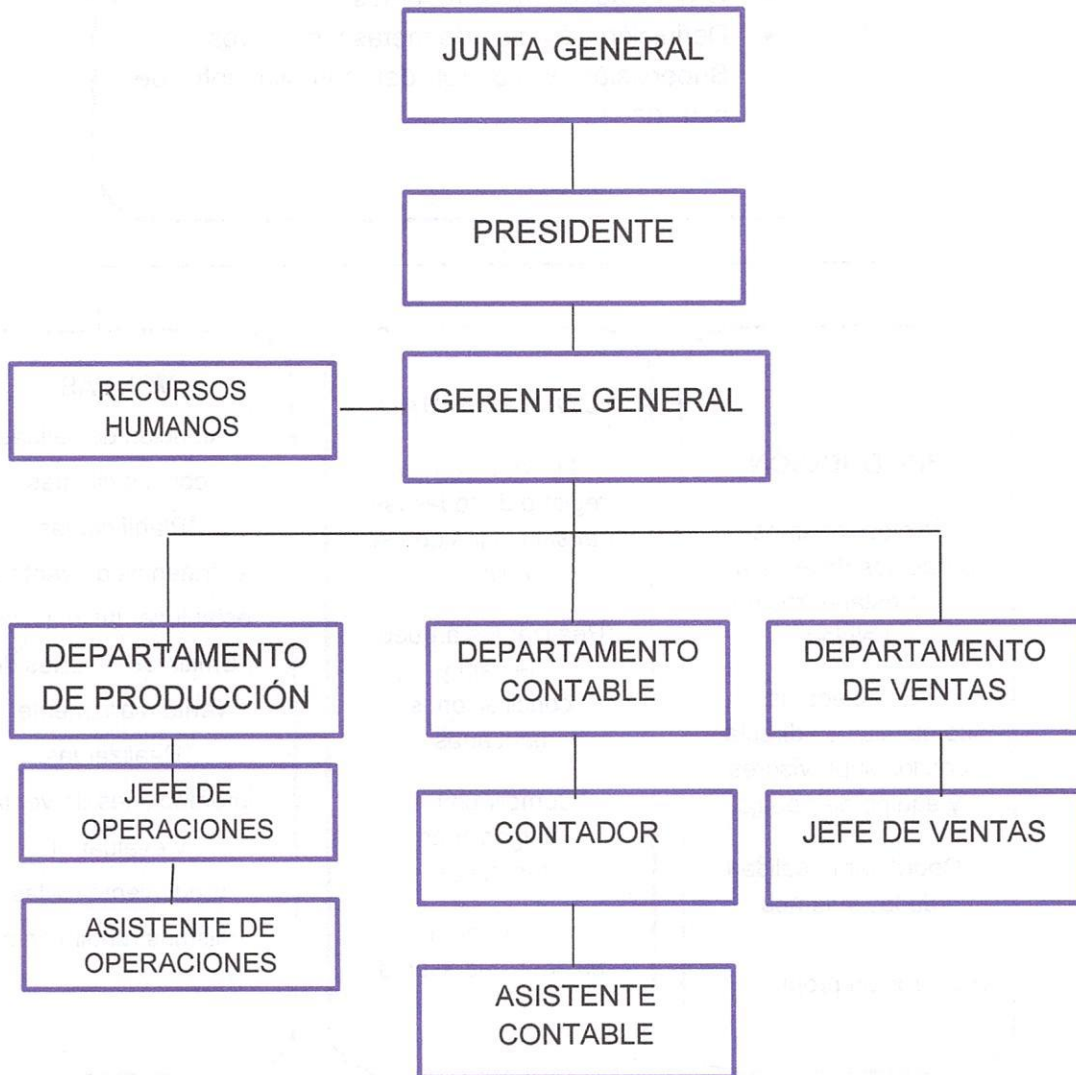 JUNTA GENERAL
PRESIDENTE
RECURSOS
HUMANOS
GERENTE GENERAL
DEPARTAMENTO
DE PRODUCCIÓN
DEPARTAMENTO
CONTABLE
DEPARTAMENTO
DE VENTAS
JEFE DE
OPERACIONES
CONTADOR
JEFE DE VENTAS
ASISTENTE DE
OPERACIONES
ASISTENTE
CONTABLE